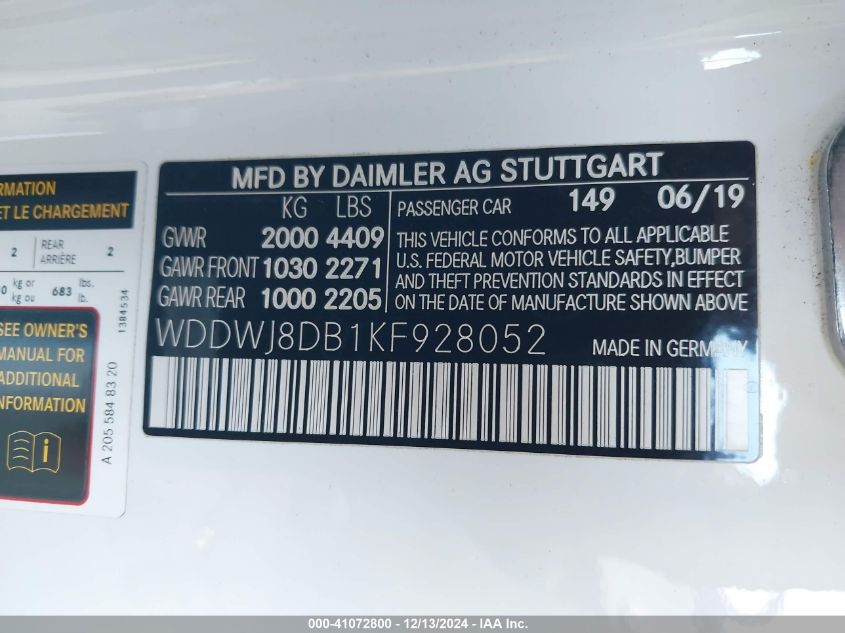 RMATION
ET LE CHARGEMENT
2 REAR ARRIÈRE 2
0 kg or kg ou 683 lbs. lb.
SEE OWNER'S
MANUAL FOR
ADDITIONAL
NFORMATION
1384534
A 205 584 83 20
MFD BY DAIMLER AG STUTTGART
KG LBS
GVWR 2000 4409
GAWR FRONT 1030 2271
GAWR REAR 1000 2205
PASSENGER CAR 149 06/19
THIS VEHICLE CONFORMS TO ALL APPLICABLE
U.S. FEDERAL MOTOR VEHICLE SAFETY,BUMPER
AND THEFT PREVENTION STANDARDS IN EFFECT
ON THE DATE OF MANUFACTURE SHOWN ABOVE
WDDWJ8DB1KF928052 MADE IN GERMANY
000-41072800 - 12/13/2024 - IAA Inc.